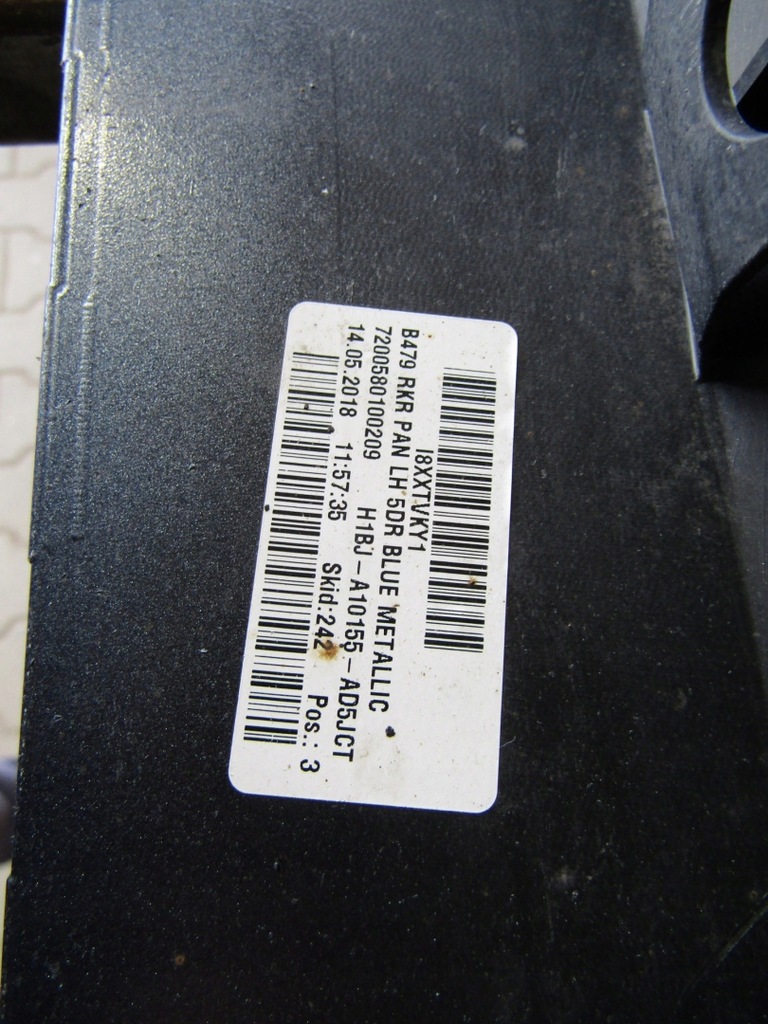 I8XXTVKY1
B479 RKR PAN LH 5DR BLUE METALLIC
7200580100209 H1BJ-A10155-AD5JCT
14.05.2018 11:57:35 Skid:242 Pos.: 3